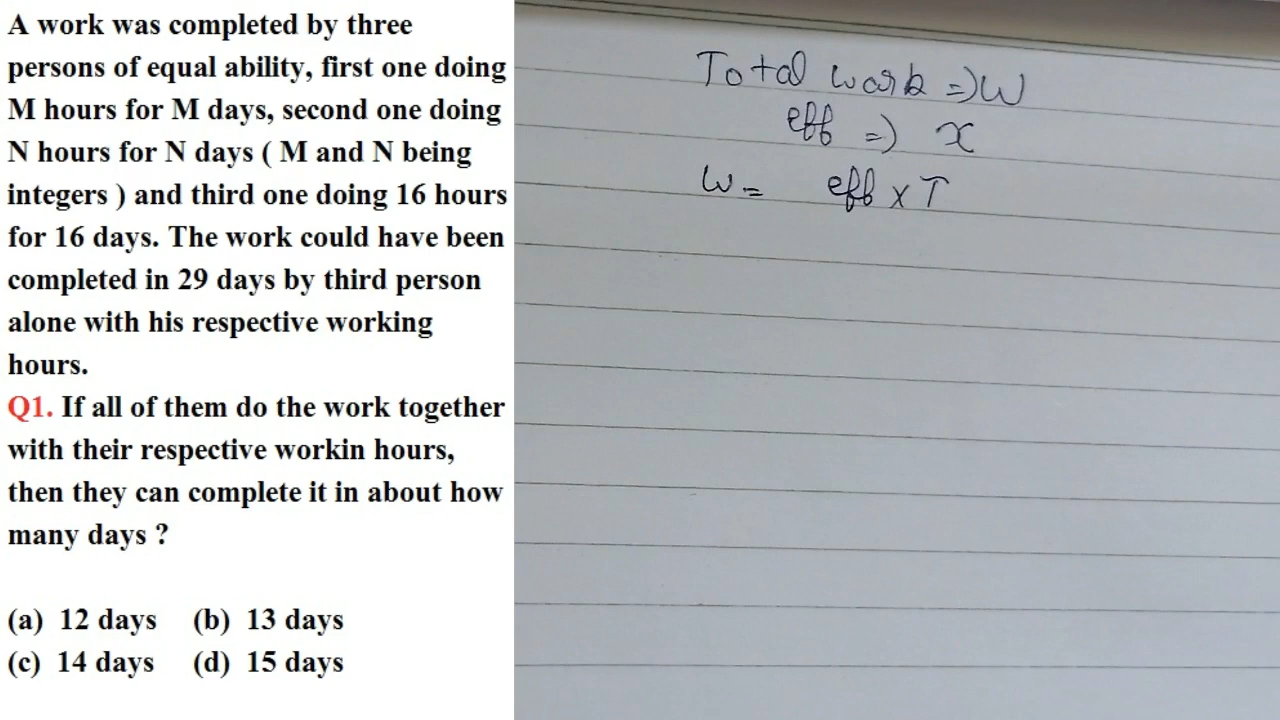 A work was completed by three
persons of equal ability, first one doing
M hours for M days, second one doing
N hours for N days ( M and N being
integers ) and third one doing 16 hours
for 16 days. The work could have been
completed in 29 days by third person
alone with his respective working
hours.
Q1. If all of them do the work together
with their respective workin hours,
then they can complete it in about how
many days ?
(a) 12 days (b) 13 days
(c) 14 days (d) 15 days
Total work => W
eff => x
W = eff x T